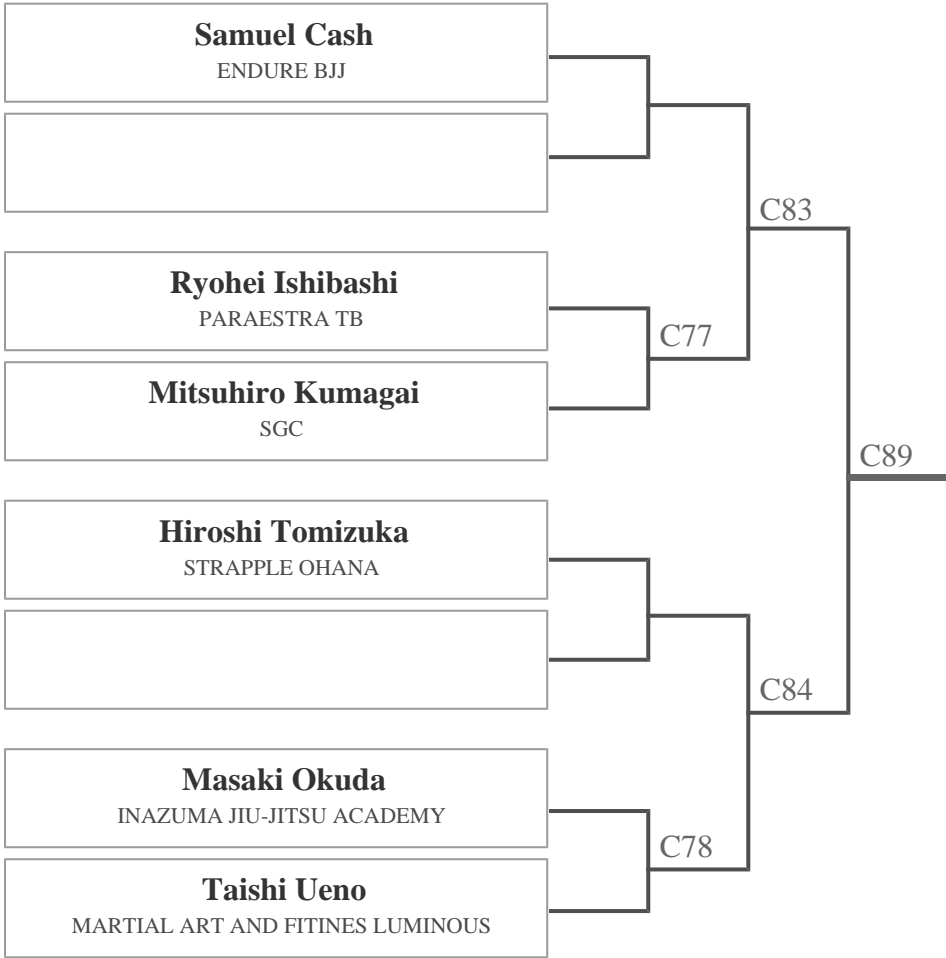 Samuel Cash
ENDURE BJJ
C83
Ryohei Ishibashi
PARAESTRA TB
C77
Mitsuhiro Kumagai
SGC
C89
Hiroshi Tomizuka
STRAPPLE OHANA
C84
Masaki Okuda
INAZUMA JIU-JITSU ACADEMY
C78
Taishi Ueno
MARTIAL ART AND FITINES LUMINOUS